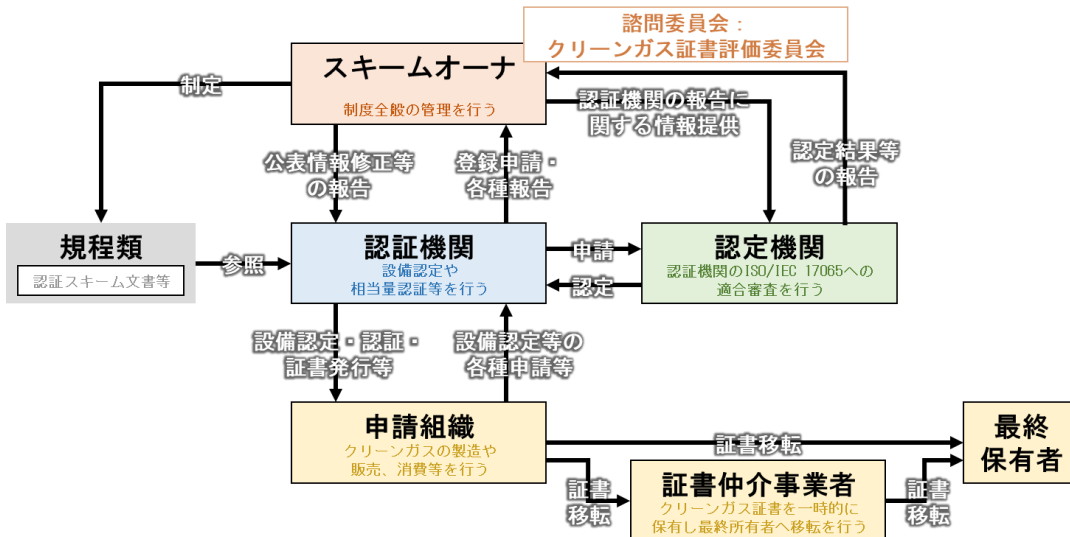 諮問委員会：
クリーンガス証書評価委員会
スキームオーナ
制度全般の管理を行う
制定
認証機関の報告に
関する情報提供
公表情報修正等
の報告
登録申請・
各種報告
認定結果等
の報告
規程類
認証スキーム文書等
参照
認証機関
設備認定や
相当量認証等を行う
申請
認定
認定機関
認証機関のISO/IEC 17065への
適合審査を行う
設備認定・認証・
証書発行等
設備認定等の
各種申請等
申請組織
クリーンガスの製造や
販売、消費等を行う
証書移転
最終
保有者
証書
移転
証書仲介事業者
クリーンガス証書を一時的に
保有し最終所有者へ移転を行う
証書
移転